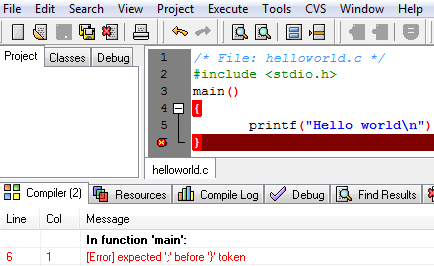 File Edit Search View Project Execute Tools CVS Window Help
Project Classes Debug
1 /* File: helloworld.c */
2 #include <stdio.h>
3 main()
4 {
5 printf("Hello world\n")
}
helloworld.c
Compiler (2) Resources Compile Log Debug Find Results
Line Col Message
In function 'main':
6 1 [Error] expected ';' before '}' token